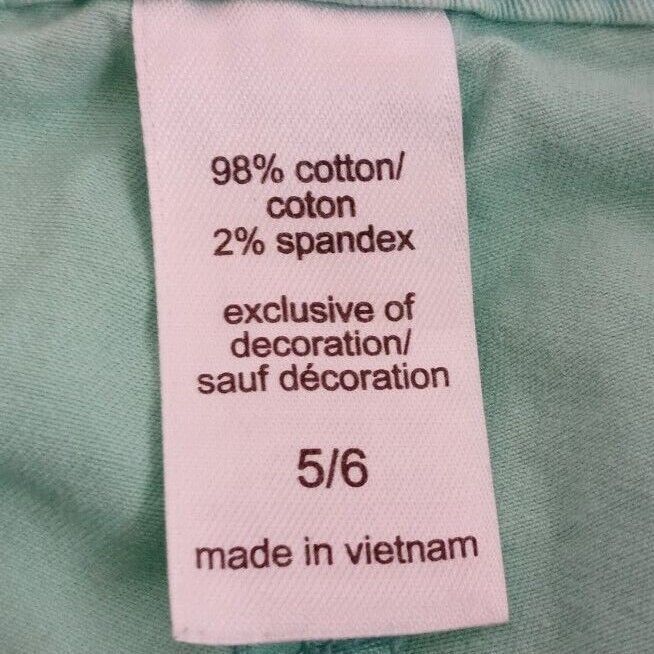 98% cotton/
coton
2% spandex
exclusive of
decoration/
sauf décoration
5/6
made in vietnam